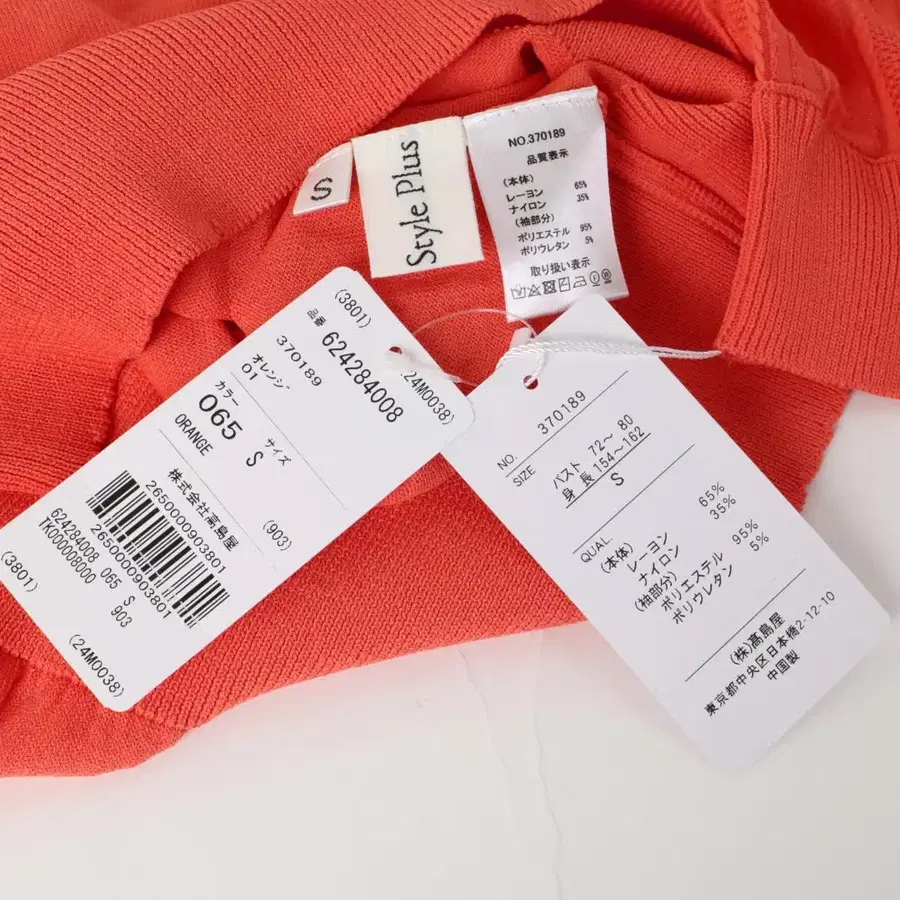 S
Style Plus
NO.370189
品質表示
(本体)
レーヨン 65%
ナイロン 35%
(袖部分)
ポリエステル 95%
ポリウレタン 5%
取り扱い表示
(3801)
品番 624284008
(24M0038)
370189
オレンジ
01
カラー サイズ
065 S
ORANGE
(903)
株式会社髙島屋
2650000903801
2650000903801
624284008 065 S
TK00008000 903
(3801)
(24M0038)
NO. 370189
SIZE
バスト 72～ 80
身 長 154～162
S
QUAL.
(本体)
レーヨン 65%
ナイロン 35%
(袖部分)
ポリエステル 95%
ポリウレタン 5%
(株)髙島屋
東京都中央区日本橋2-12-10
中国製